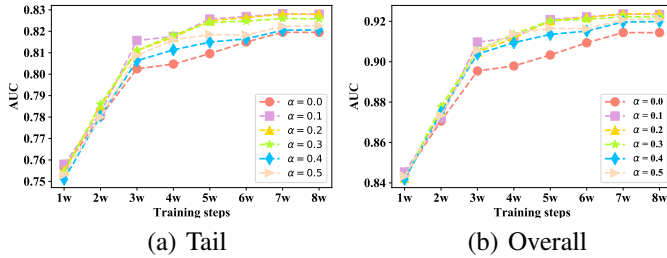 0.83
0.82
0.81
0.80
0.79
0.78
0.77
0.76
0.75
AUC
1w 2w 3w 4w 5w 6w 7w 8w
Training steps
α = 0.0
α = 0.1
α = 0.2
α = 0.3
α = 0.4
α = 0.5
(a) Tail
0.92
0.90
0.88
0.86
0.84
AUC
1w 2w 3w 4w 5w 6w 7w 8w
Training steps
α = 0.0
α = 0.1
α = 0.2
α = 0.3
α = 0.4
α = 0.5
(b) Overall